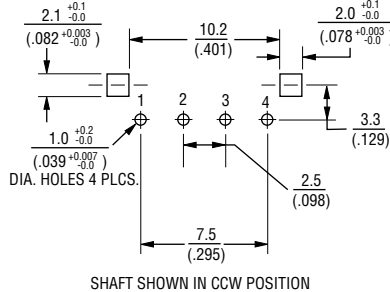 2.1 +0.1 -0.0
(.082 +0.003 -0.0)
10.2
(.401)
2.0 +0.1 -0.0
(.078 +0.003 -0.0)
1 2 3 4
1.0 +0.2 -0.0
(.039 +0.007 -0.0)
DIA. HOLES 4 PLCS.
3.3
(.129)
2.5
(.098)
7.5
(.295)
SHAFT SHOWN IN CCW POSITION